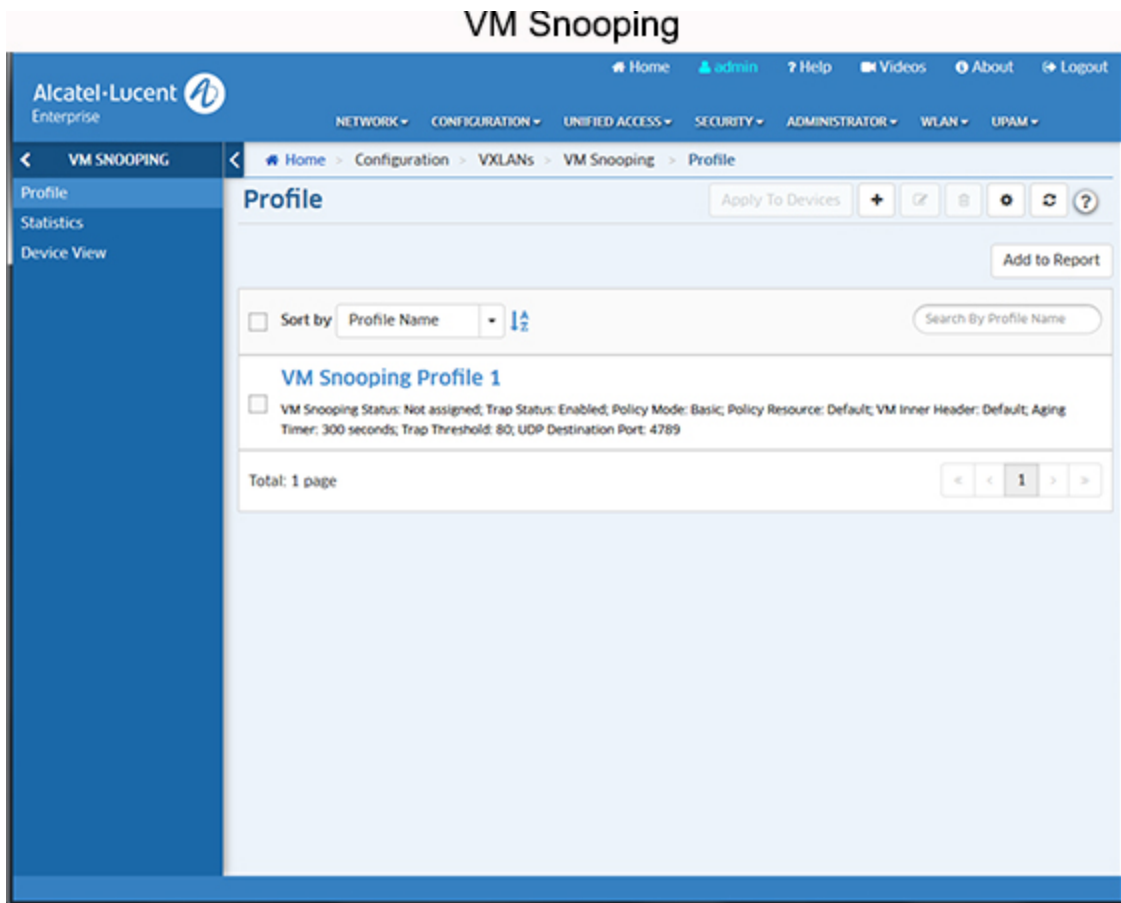 VM Snooping
Home admin ? Help Videos About Logout
Alcatel·Lucent
Enterprise
NETWORK CONFIGURATION UNIFIED ACCESS SECURITY ADMINISTRATOR WLAN UPAM
VM SNOOPING
Home > Configuration > VXLANs > VM Snooping > Profile
Profile
Statistics
Device View
Profile
Apply To Devices
?
Add to Report
Sort by Profile Name
Search By Profile Name
VM Snooping Profile 1
VM Snooping Status: Not assigned; Trap Status: Enabled; Policy Mode: Basic; Policy Resource: Default; VM Inner Header: Default; Aging
Timer: 300 seconds; Trap Threshold: 80; UDP Destination Port: 4789
Total: 1 page
« < 1 > »